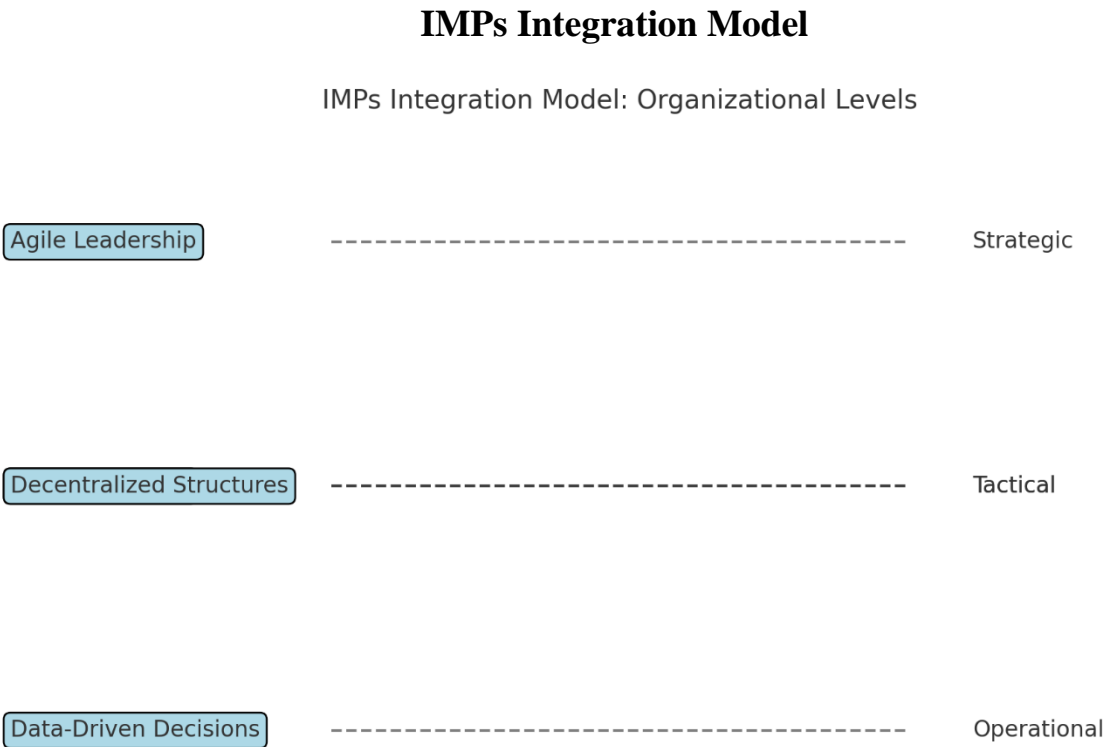 IMPs Integration Model
IMPs Integration Model: Organizational Levels
Agile Leadership Strategic
Decentralized Structures Tactical
Data-Driven Decisions Operational